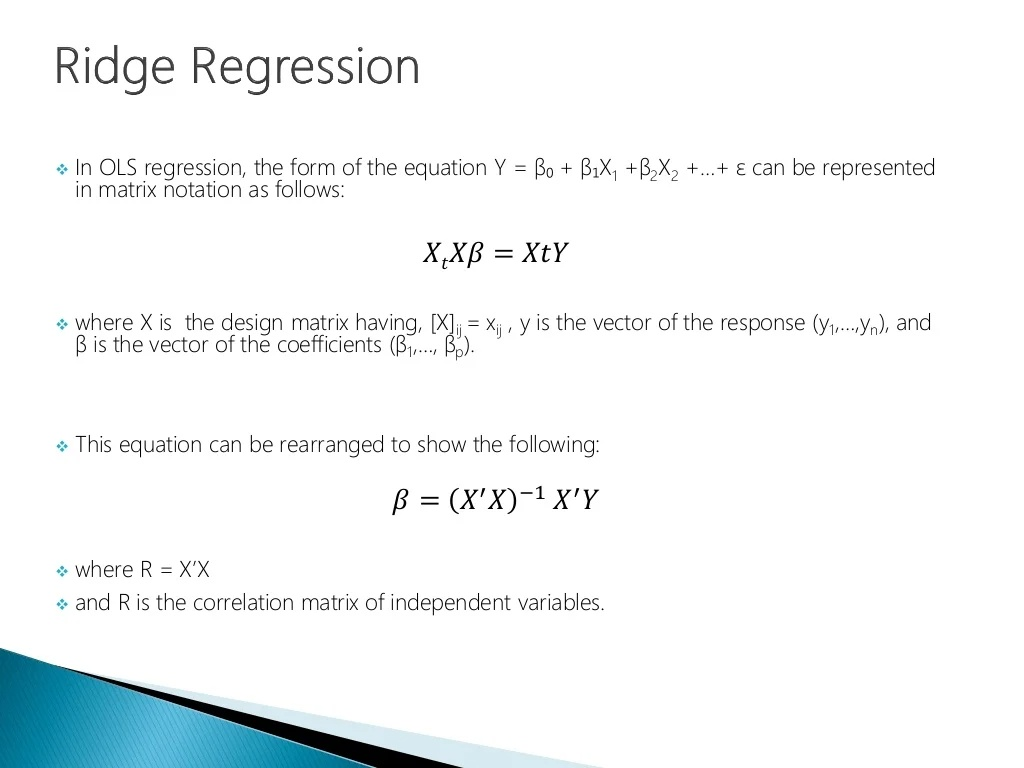 Ridge Regression
In OLS regression, the form of the equation Y = β₀ + β₁X₁ +β₂X₂ +…+ ε can be represented
in matrix notation as follows:
XₜXβ = XtY
where X is  the design matrix having, [X]ᵢⱼ = xᵢⱼ , y is the vector of the response (y₁,…,yₙ), and
β is the vector of the coefficients (β₁,…, βₚ).
This equation can be rearranged to show the following:
β = (X′X)⁻¹ X′Y
where R = X’X
and R is the correlation matrix of independent variables.